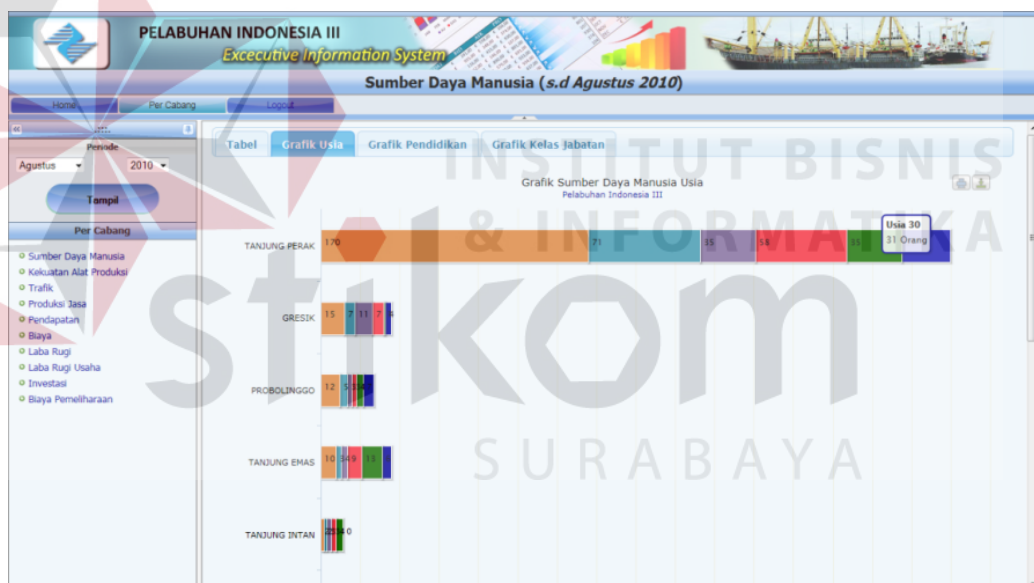 PELABUHAN INDONESIA III
Excecutive Information System
Sumber Daya Manusia (s.d Agustus 2010)
Home Per Cabang Logout
Periode
Agustus 2010
Tampil
Per Cabang
Sumber Daya Manusia
Kekuatan Alat Produksi
Trafik
Produksi Jasa
Pendapatan
Biaya
Laba Rugi
Laba Rugi Usaha
Investasi
Biaya Pemeliharaan
Tabel Grafik Usia Grafik Pendidikan Grafik Kelas Jabatan
Grafik Sumber Daya Manusia Usia
Pelabuhan Indonesia III
Usia 30
31 Orang
TANJUNG PERAK 170 71 35 58 35
GRESIK 15 7 11 7
PROBOLINGGO 12 5
TANJUNG EMAS 10 9 13
TANJUNG INTAN 0
INSTITUT BISNIS
& INFORMATIKA
stikom
SURABAYA